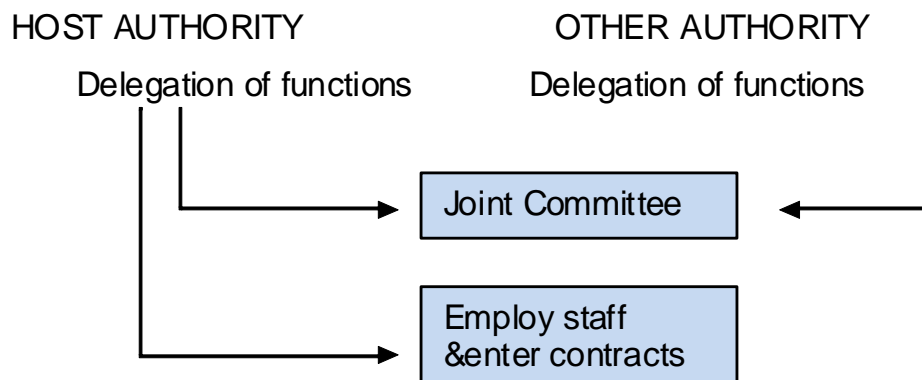 HOST AUTHORITY
OTHER AUTHORITY
Delegation of functions
Delegation of functions
Joint Committee
Employ staff
&enter contracts